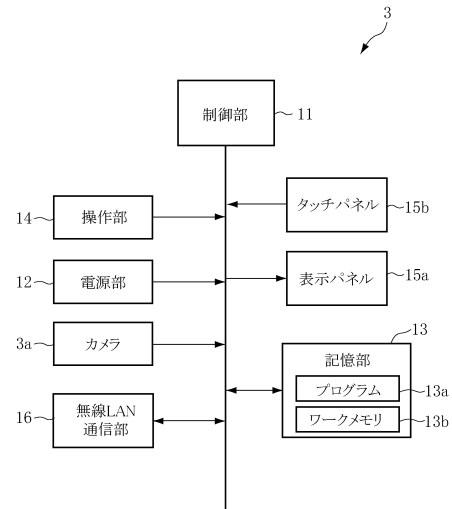 3
制御部
11
タッチパネル
15b
操作部
14
表示パネル
15a
電源部
12
カメラ
3a
記憶部
13
プログラム
13a
ワークメモリ
13b
無線LAN
通信部
16